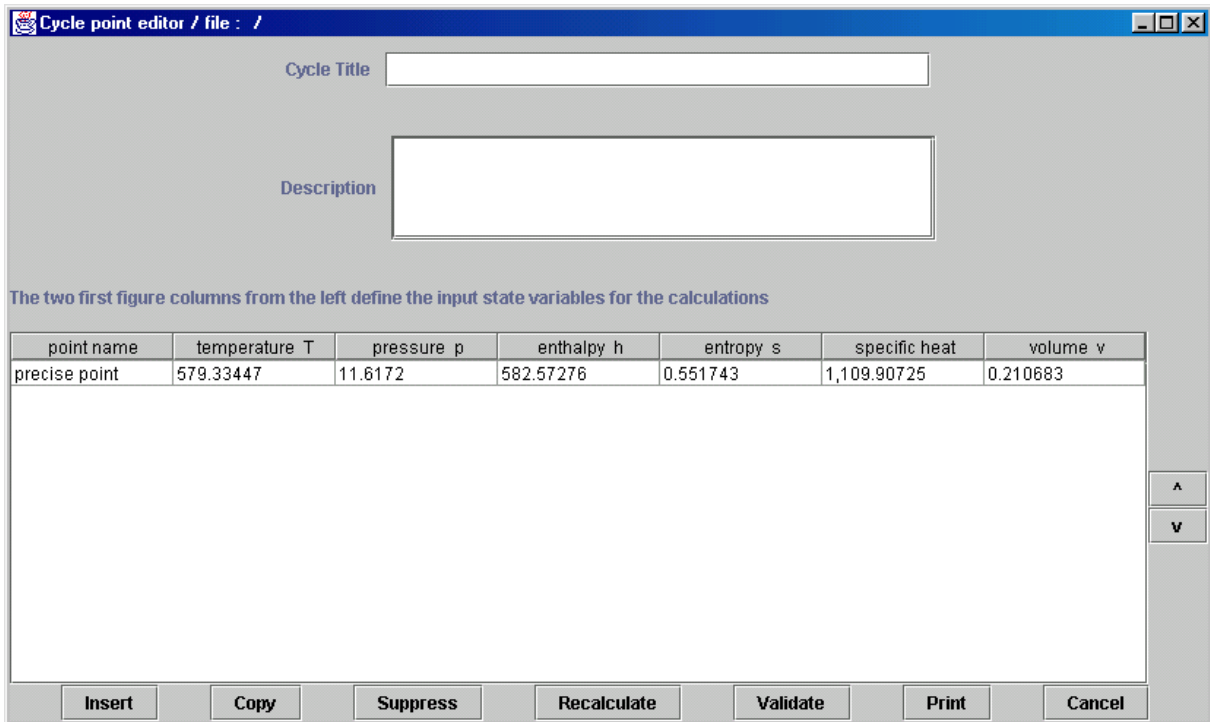 Cycle point editor / file : /
Cycle Title
Description
The two first figure columns from the left define the input state variables for the calculations
point name temperature T pressure p enthalpy h entropy s specific heat volume v
precise point 579.33447 11.6172 582.57276 0.551743 1,109.90725 0.210683
^
v
Insert Copy Suppress Recalculate Validate Print Cancel